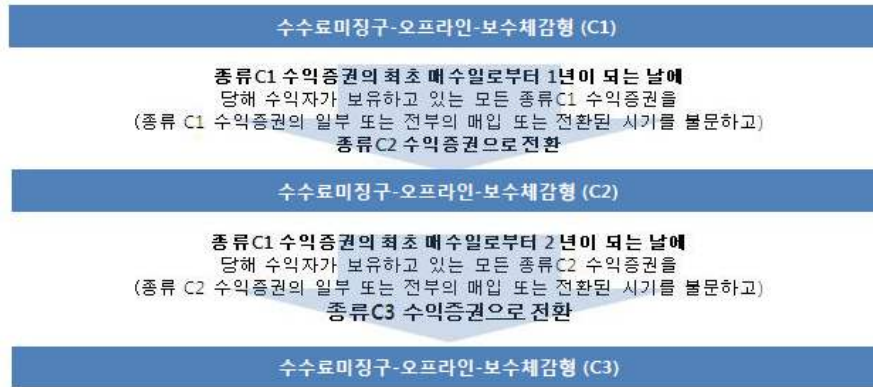 수수료미징구-오프라인-보수체감형 (C1)
종류C1 수익증권의 최초 매수일로부터 1년이 되는 날에
당해 수익자가 보유하고 있는 모든 종류C1 수익증권을
(종류 C1 수익증권의 일부 또는 전부의 매입 또는 전환된 시기를 불문하고)
종류C2 수익증권으로 전환
수수료미징구-오프라인-보수체감형 (C2)
종류C1 수익증권의 최초 매수일로부터 2년이 되는 날에
당해 수익자가 보유하고 있는 모든 종류C2 수익증권을
(종류 C2 수익증권의 일부 또는 전부의 매입 또는 전환된 시기를 불문하고)
종류C3 수익증권으로 전환
수수료미징구-오프라인-보수체감형 (C3)